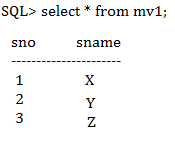 SQL> select * from mv1;
sno sname
----------------------
1 X
2 Y
3 Z